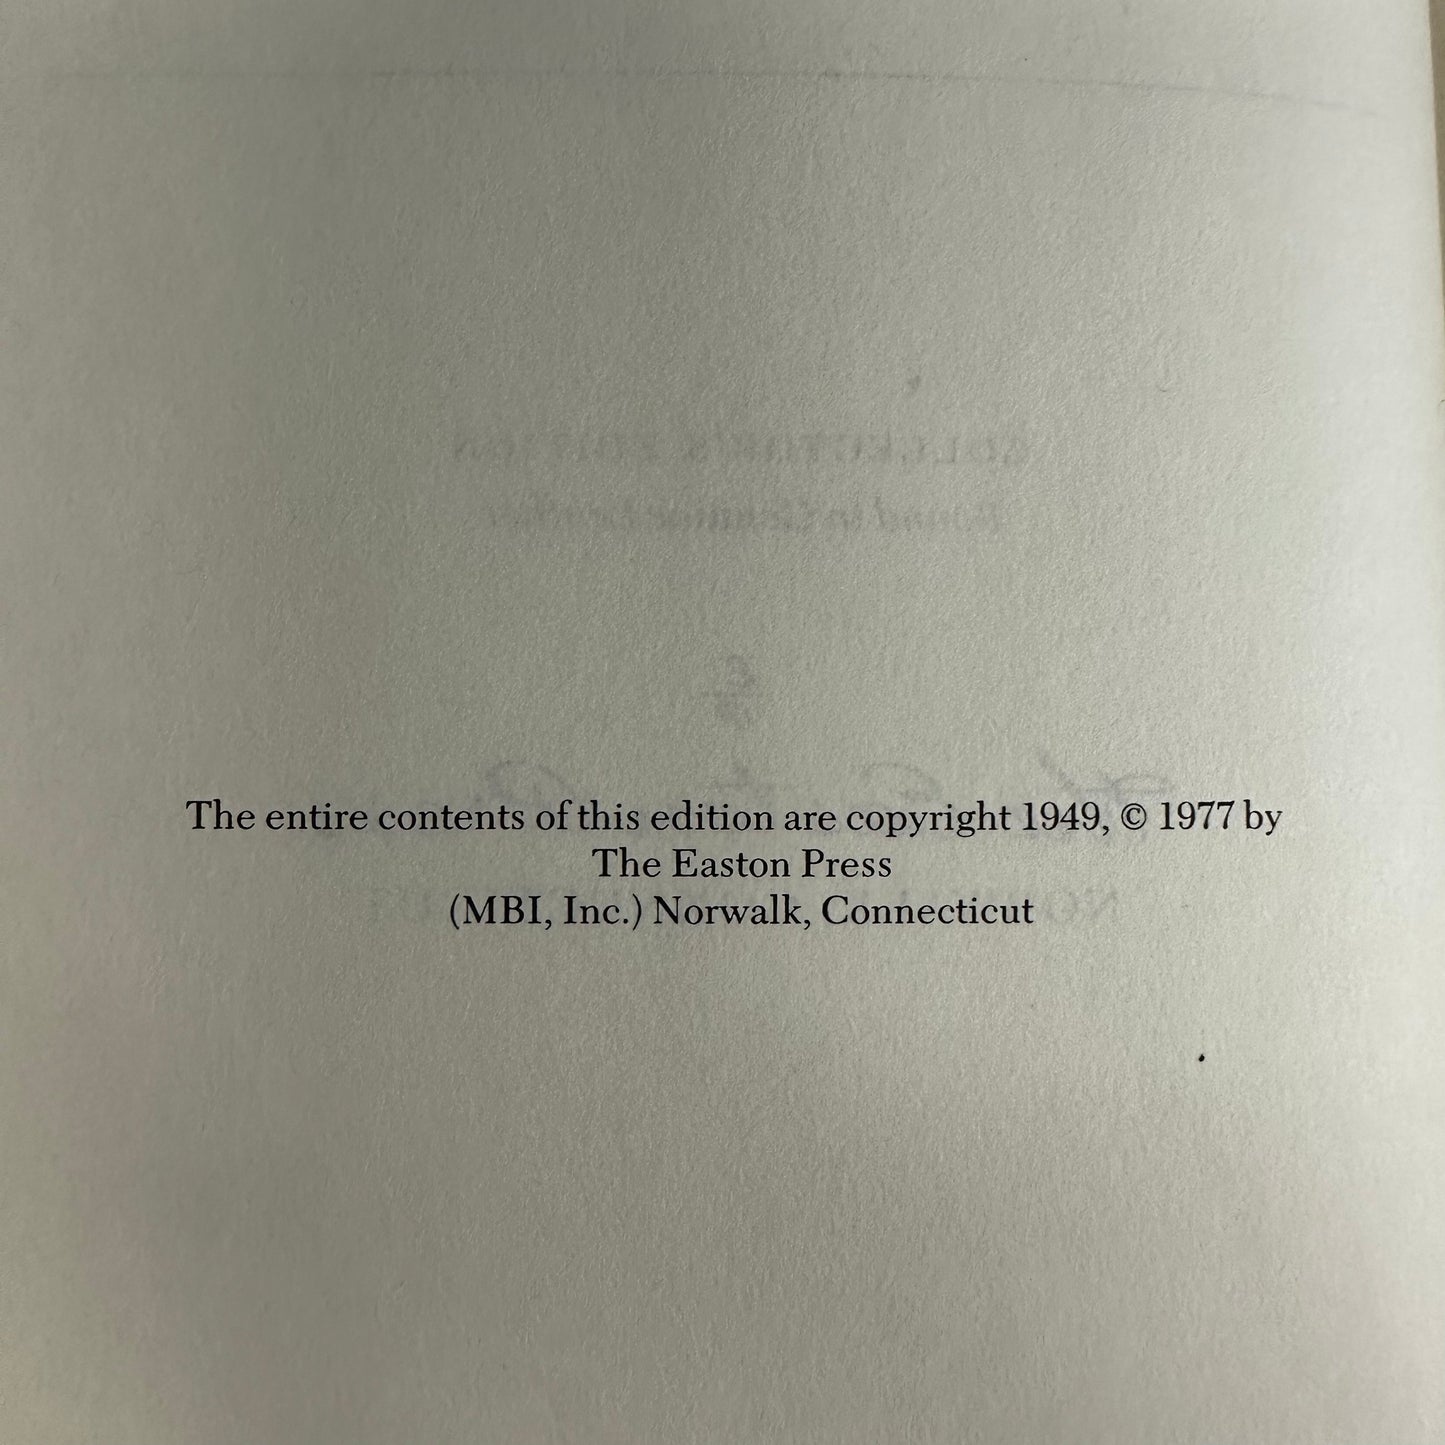 The entire contents of this edition are copyright 1949, © 1977 by
The Easton Press
(MBI, Inc.) Norwalk, Connecticut